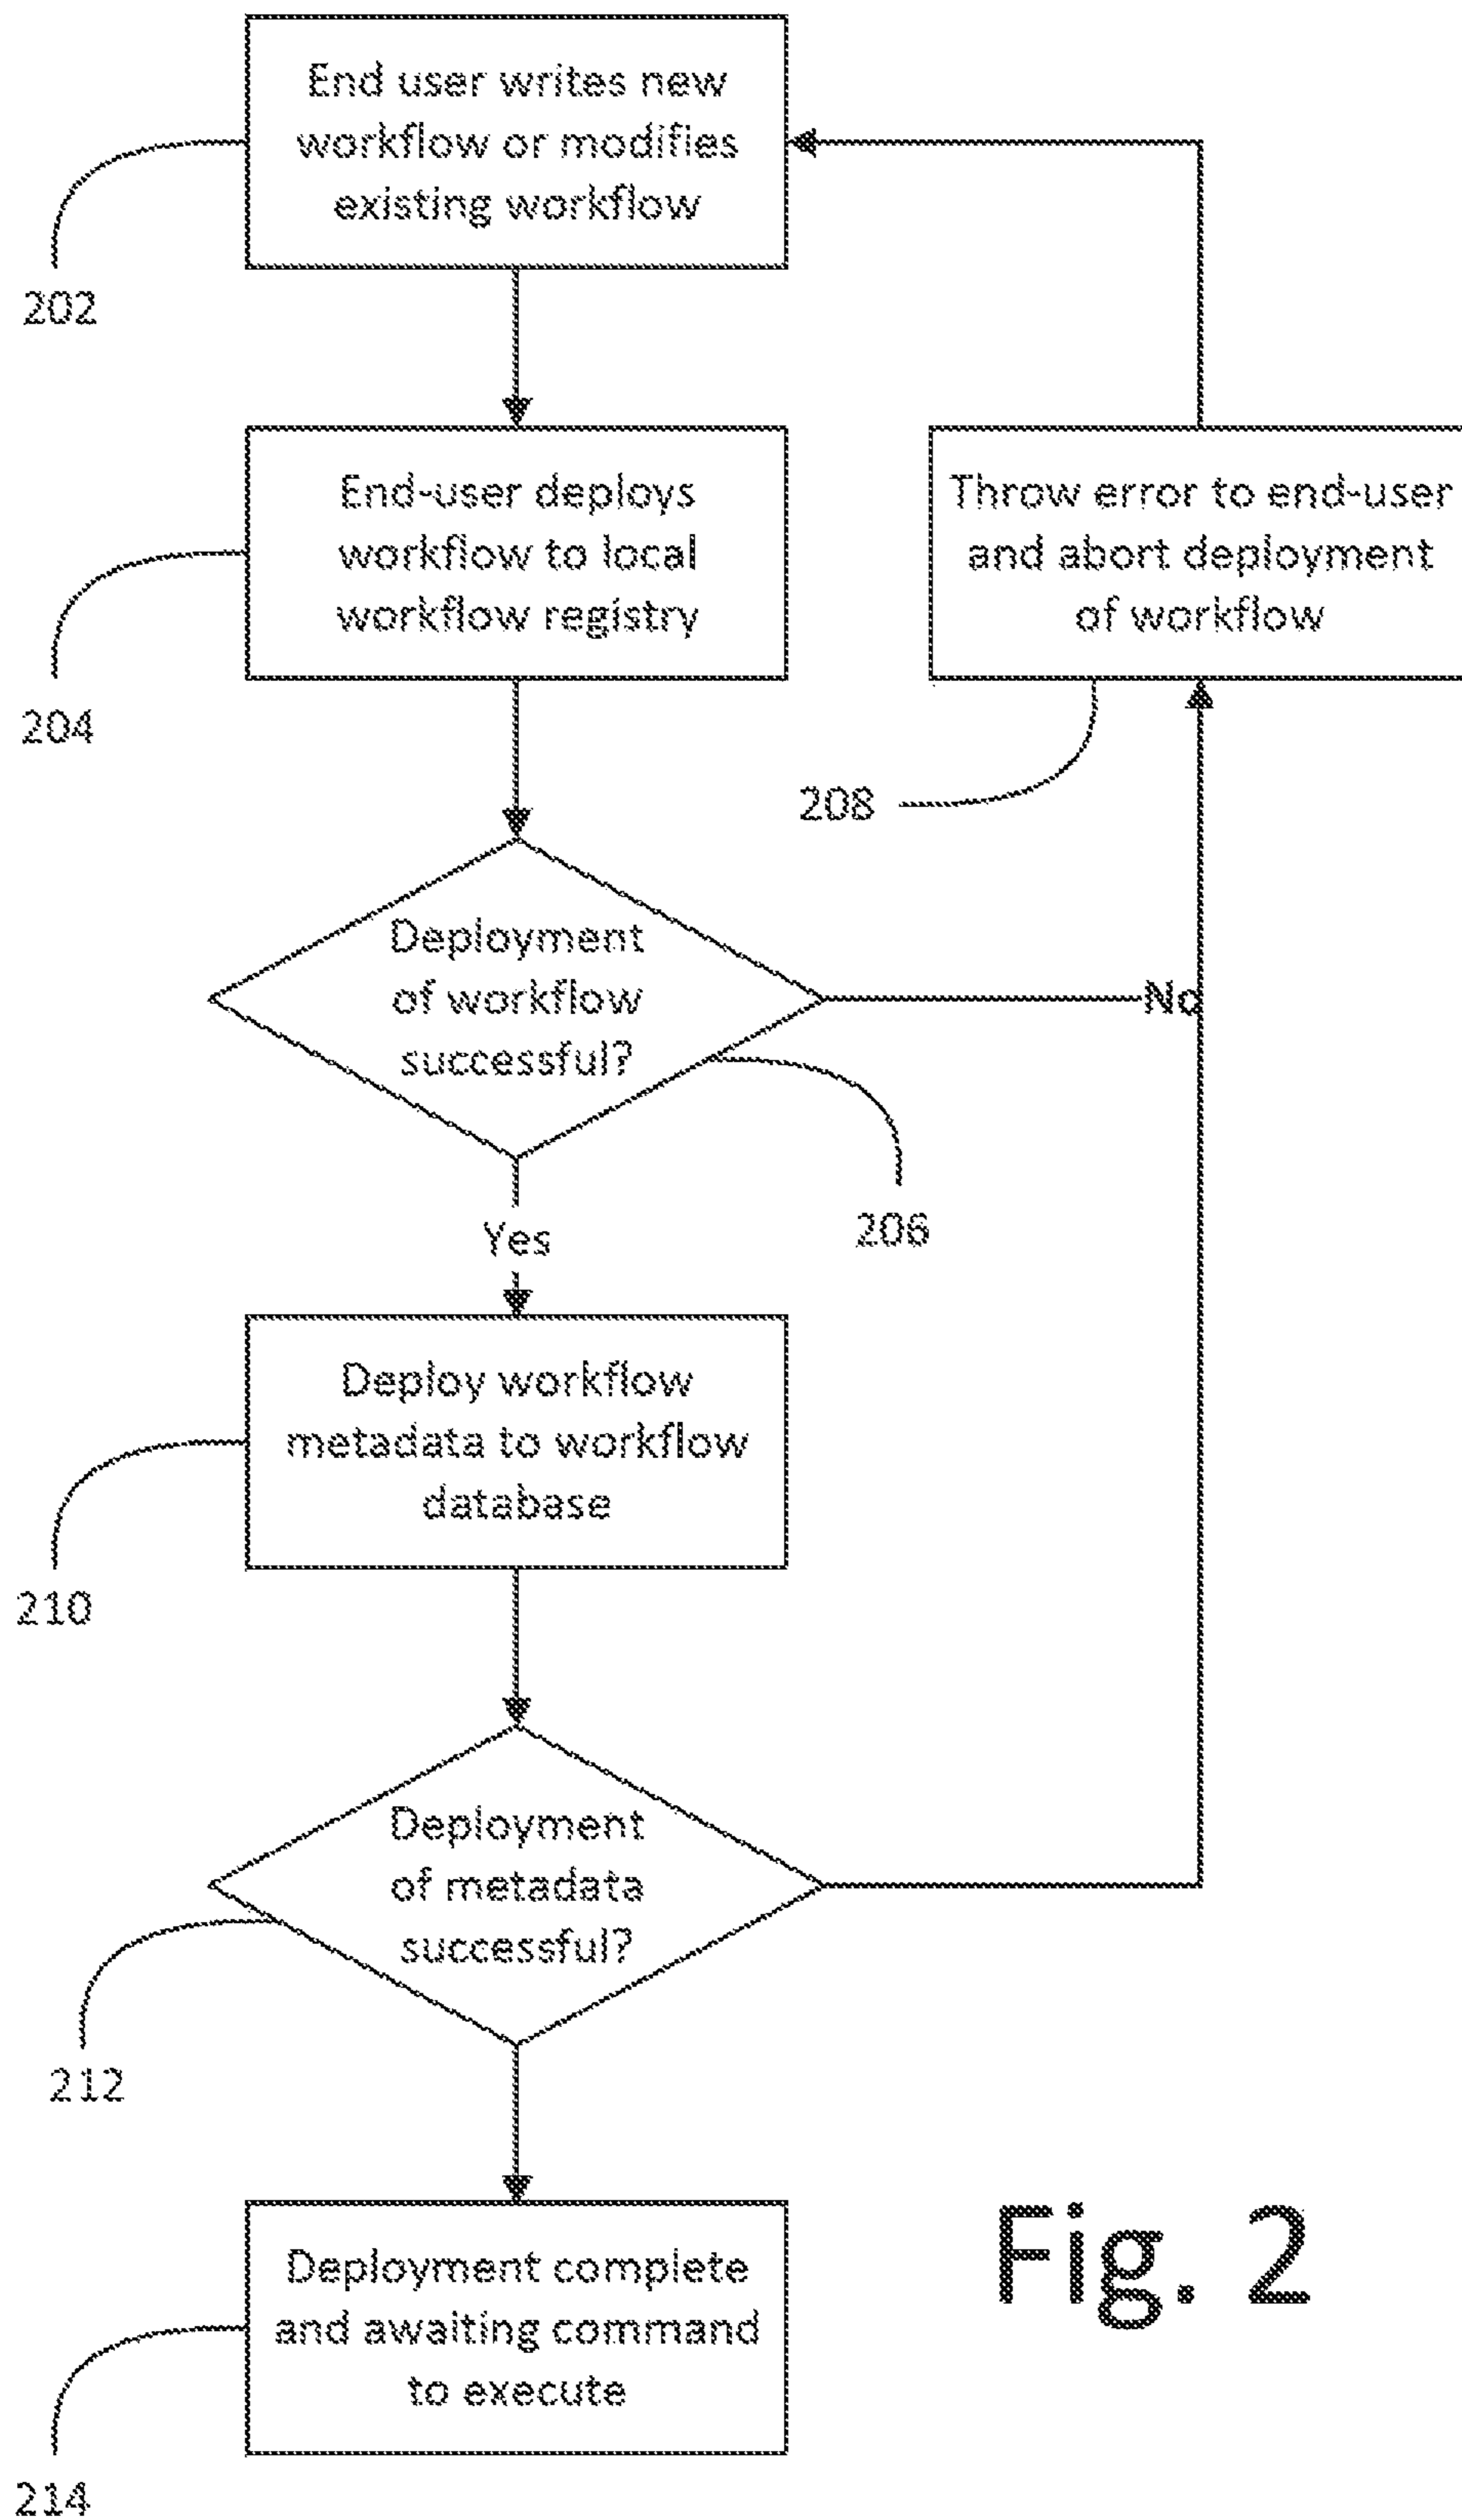 End user writes new
workflow or modifies
existing workflow
202
End-user deploys
workflow to local
workflow registry
204
Throw error to end-user
and abort deployment
of workflow
208
Deployment
of workflow
successful?
No
206
Yes
Deploy workflow
metadata to workflow
database
210
Deployment
of metadata
successful?
212
Deployment complete
and awaiting command
to execute
214
Fig. 2